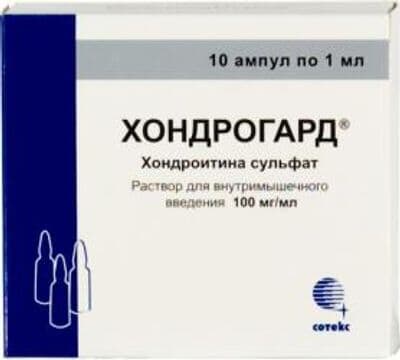 10 ампул по 1 мл
ХОНДРОГАРД®
Хондроитина сульфат
Раствор для внутримышечного
введения 100 мг/мл
сотекс